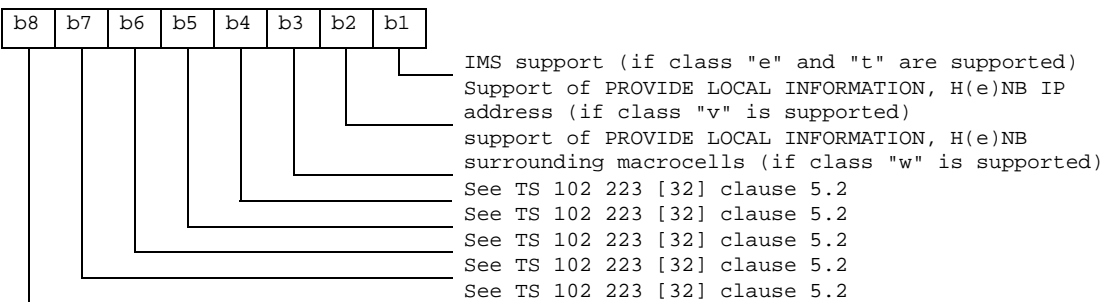 b8 b7 b6 b5 b4 b3 b2 b1
IMS support (if class "e" and "t" are supported)
Support of PROVIDE LOCAL INFORMATION, H(e)NB IP
address (if class "v" is supported)
support of PROVIDE LOCAL INFORMATION, H(e)NB
surrounding macrocells (if class "w" is supported)
See TS 102 223 [32] clause 5.2
See TS 102 223 [32] clause 5.2
See TS 102 223 [32] clause 5.2
See TS 102 223 [32] clause 5.2
See TS 102 223 [32] clause 5.2